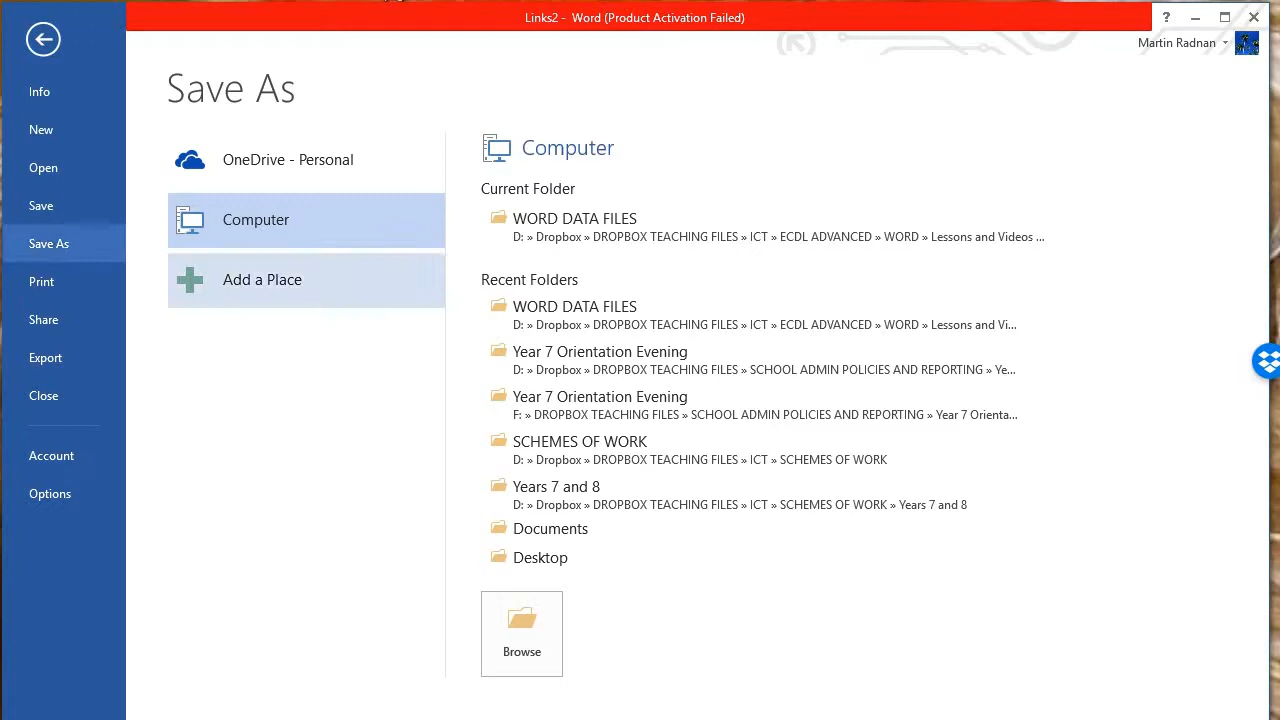 Links2 - Word (Product Activation Failed)
?
Martin Radnan
Info
New
Open
Save
Save As
Print
Share
Export
Close
Account
Options
Save As
OneDrive - Personal
Computer
Add a Place
Computer
Current Folder
WORD DATA FILES
D: » Dropbox » DROPBOX TEACHING FILES » ICT » ECDL ADVANCED » WORD » Lessons and Videos ...
Recent Folders
WORD DATA FILES
D: » Dropbox » DROPBOX TEACHING FILES » ICT » ECDL ADVANCED » WORD » Lessons and Vi...
Year 7 Orientation Evening
D: » Dropbox » DROPBOX TEACHING FILES » SCHOOL ADMIN POLICIES AND REPORTING » Ye...
Year 7 Orientation Evening
F: » DROPBOX TEACHING FILES » SCHOOL ADMIN POLICIES AND REPORTING » Year 7 Orienta...
SCHEMES OF WORK
D: » Dropbox » DROPBOX TEACHING FILES » ICT » SCHEMES OF WORK
Years 7 and 8
D: » Dropbox » DROPBOX TEACHING FILES » ICT » SCHEMES OF WORK » Years 7 and 8
Documents
Desktop
Browse